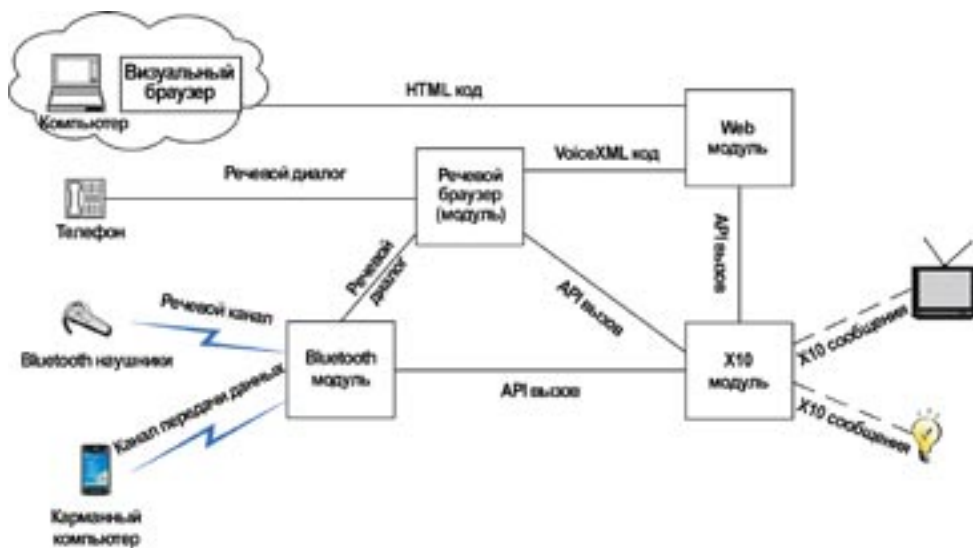 Визуальный
браузер
Компьютер
HTML код
Web
модуль
VoiceXML код
Речевой диалог
Речевой
браузер
(модуль)
Телефон
API вызов
Речевой
диалог
API вызов
Речевой канал
Bluetooth наушники
Bluetooth
модуль
API вызов
X10
модуль
X10 сообщения
X10 сообщения
Канал передачи данных
Карманный
компьютер